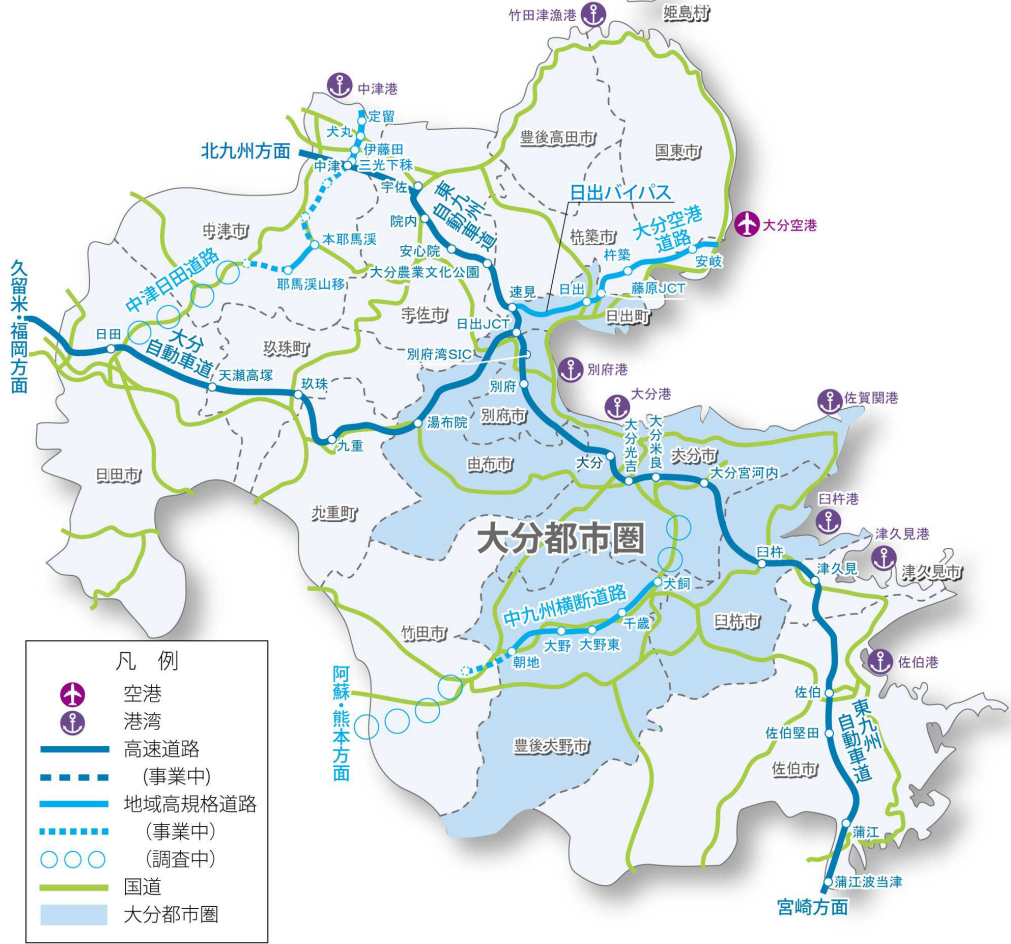 竹田津漁港
姫島村
中津港
定留
犬丸
伊藤田
三光下秣
中津
北九州方面
豊後高田市
国東市
宇佐
東九州
自動車道
日出バイパス
院内
大分空港
道路
大分空港
中津市
本耶馬渓
安心院
杵築市
杵築
安岐
大分農業文化公園
耶馬溪山移
中津日田道路
久留米・福岡方面
速見
日出
藤原JCT
宇佐市
日出JCT
日出町
日田
大分
自動車道
玖珠町
別府湾SIC
別府港
天瀬高塚
玖珠
別府
大分港
佐賀関港
別府市
湯布院
九重
大分光吉
大分米良
大分市
由布市
大分
大分宮河内
日田市
九重町
臼杵港
大分都市圏
津久見港
臼杵
津久見
津久見市
犬飼
中九州横断道路
千歳
臼杵市
竹田市
大野
大野東
朝地
佐伯港
阿蘇・熊本方面
佐伯
東九州
自動車道
豊後大野市
佐伯堅田
佐伯市
蒲江
蒲江波当津
宮崎方面
凡 例
空港
港湾
高速道路
(事業中)
地域高規格道路
（事業中）
（調査中）
国道
大分都市圏